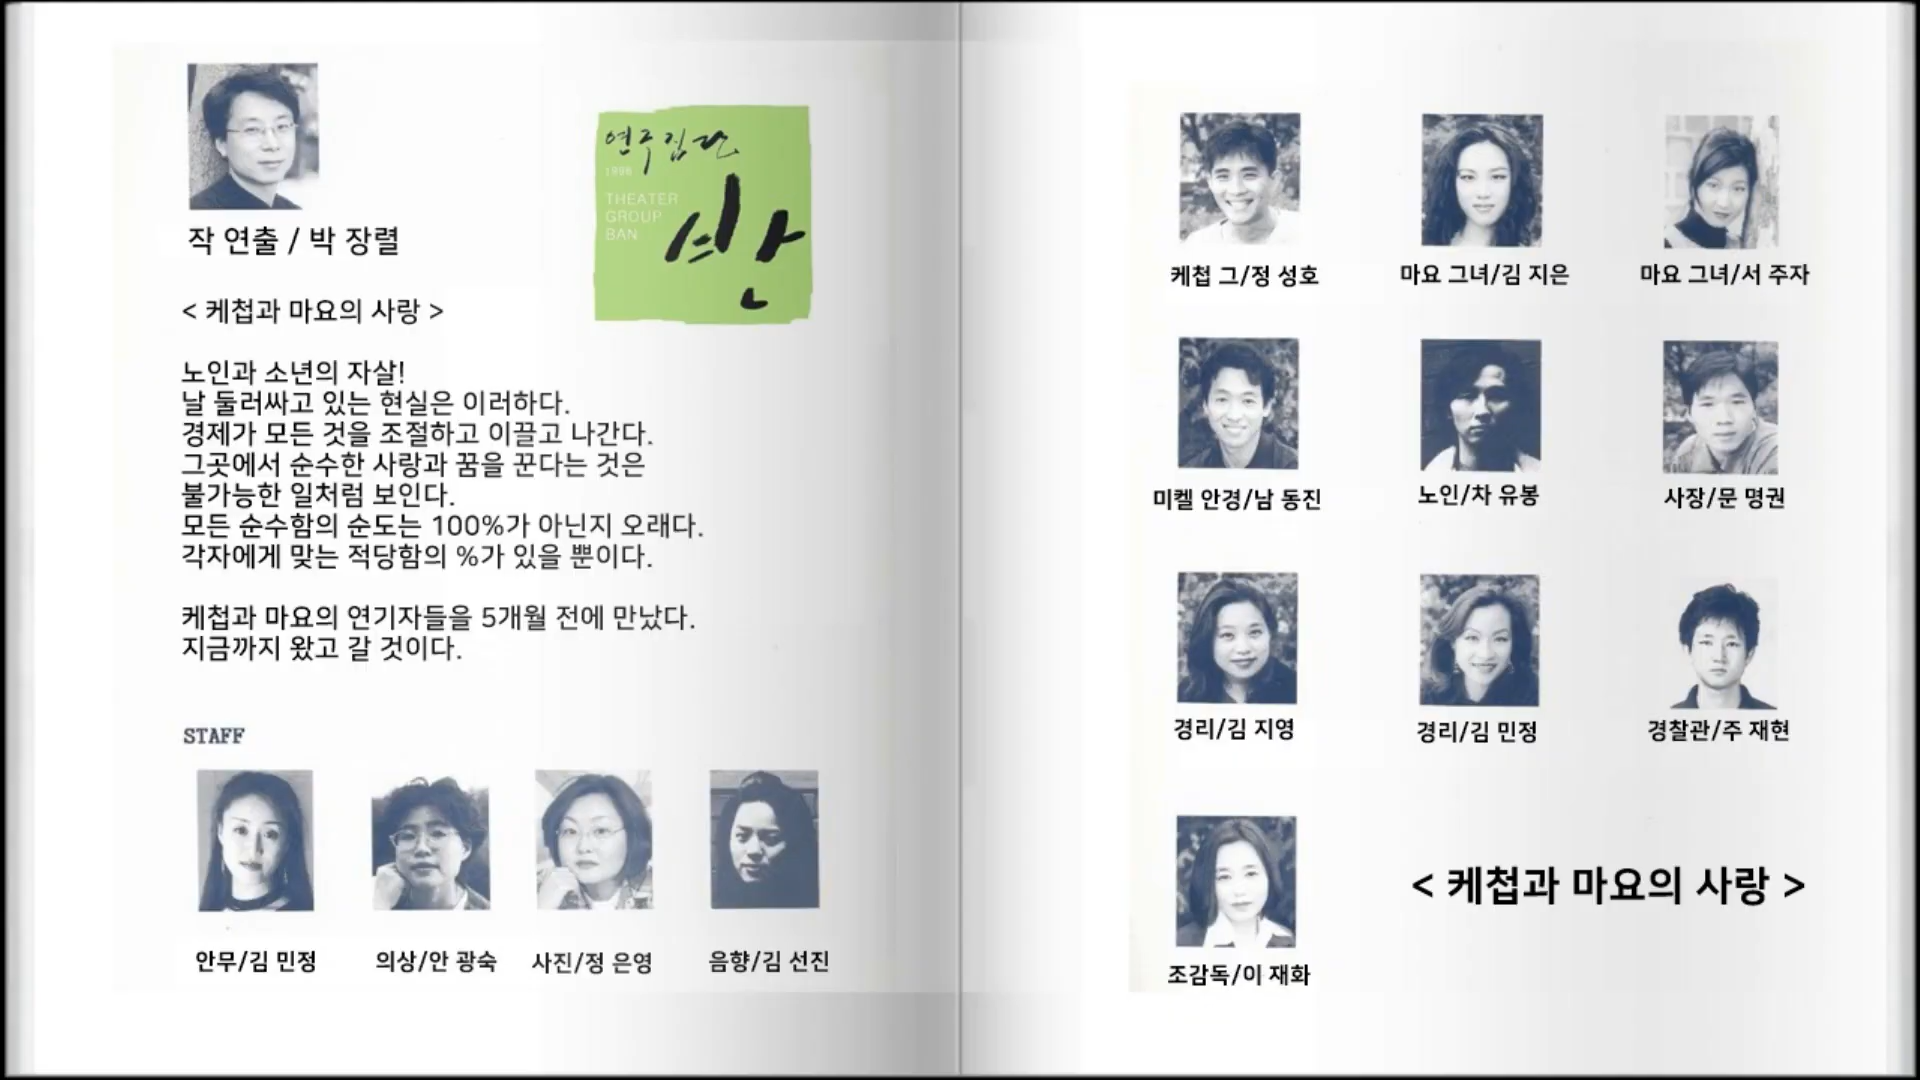 작 연출 / 박 장렬
연극집단
1996
THEATER
GROUP
BAN
반
< 케첩과 마요의 사랑 >
노인과 소년의 자살!
날 둘러싸고 있는 현실은 이러하다.
경제가 모든 것을 조절하고 이끌고 나간다.
그곳에서 순수한 사랑과 꿈을 꾼다는 것은
불가능한 일처럼 보인다.
모든 순수함의 순도는 100%가 아닌지 오래다.
각자에게 맞는 적당함의 %가 있을 뿐이다.
케첩과 마요의 연기자들을 5개월 전에 만났다.
지금까지 왔고 갈 것이다.
STAFF
안무/김 민정
의상/안 광숙
사진/정 은영
음향/김 선진
케첩 그/정 성호
마요 그녀/김 지은
마요 그녀/서 주자
미켈 안경/남 동진
노인/차 유봉
사장/문 명권
경리/김 지영
경리/김 민정
경찰관/주 재현
조감독/이 재화
< 케첩과 마요의 사랑 >